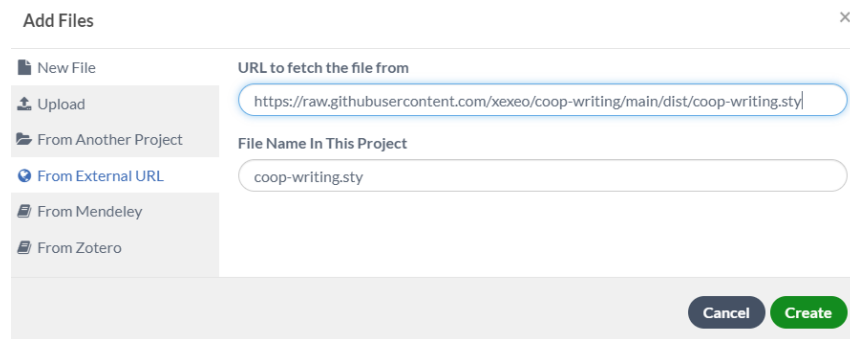 Add Files
×
New File
Upload
From Another Project
From External URL
From Mendeley
From Zotero
URL to fetch the file from
https://raw.githubusercontent.com/xexeo/coop-writing/main/dist/coop-writing.sty
File Name In This Project
coop-writing.sty
Cancel
Create